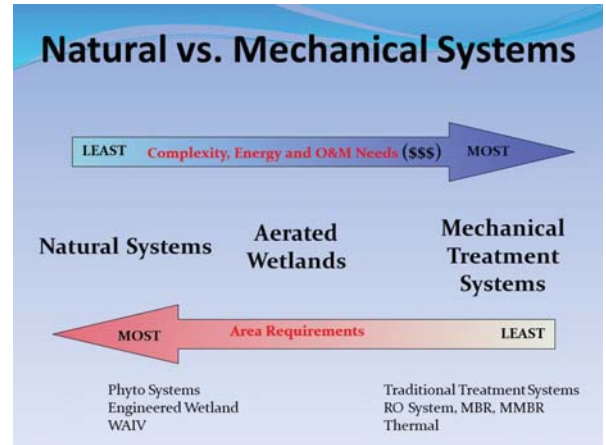 Natural vs. Mechanical Systems
LEAST Complexity, Energy and O&M Needs ($$$) MOST
Natural Systems
Aerated
Wetlands
Mechanical
Treatment
Systems
MOST Area Requirements LEAST
Phyto Systems
Engineered Wetland
WAIV
Traditional Treatment Systems
RO System, MBR, MMBR
Thermal